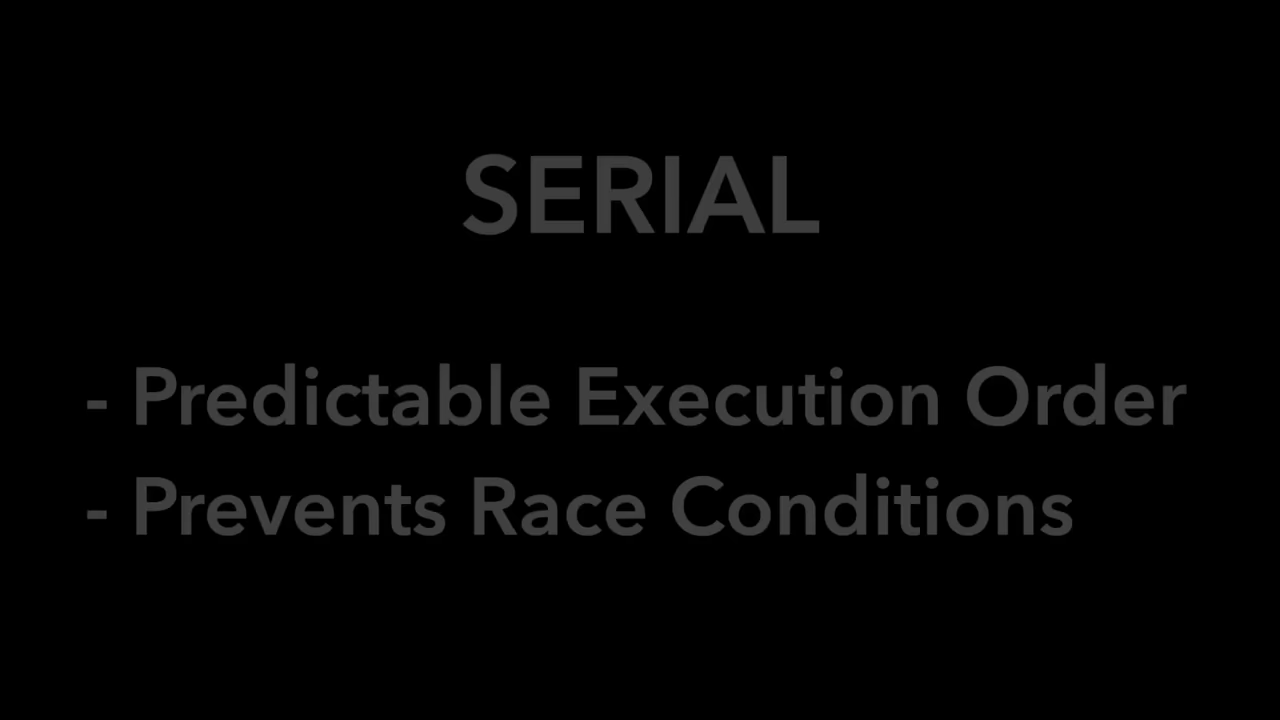 SERIAL
- Predictable Execution Order
- Prevents Race Conditions